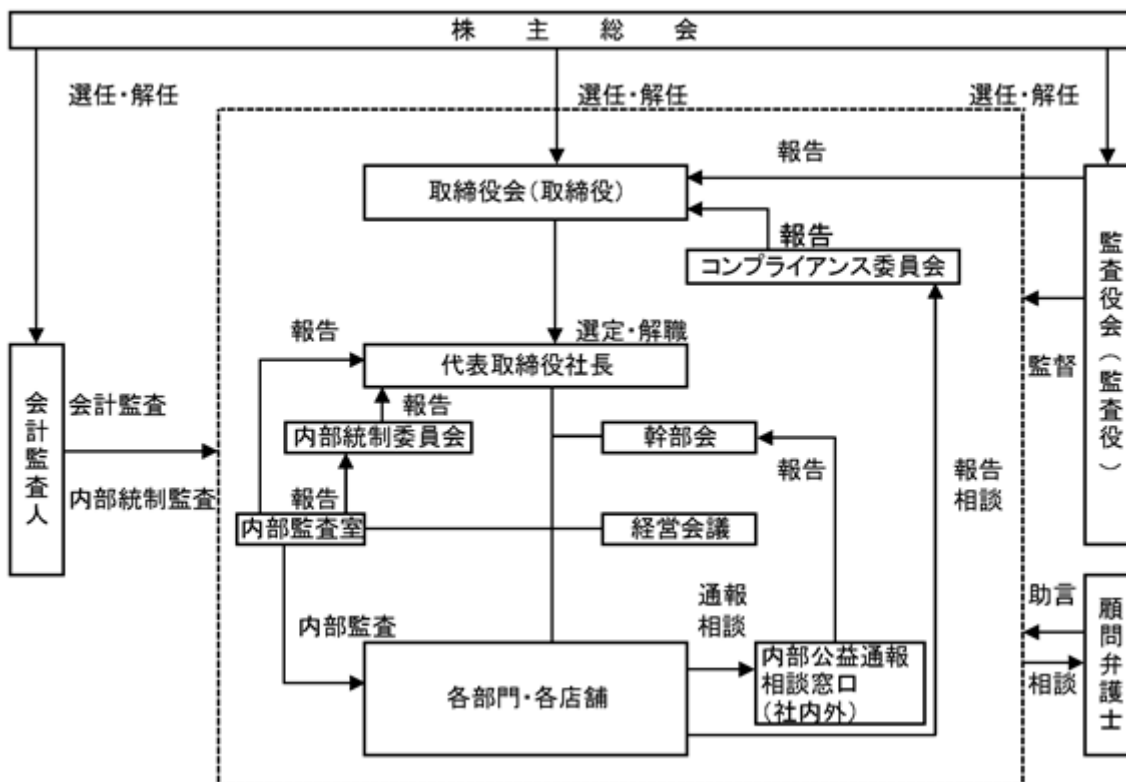 株主総会
選任・解任
選任・解任
選任・解任
報告
取締役会（取締役）
報告
コンプライアンス委員会
監査役会（監査役）
報告
選定・解職
代表取締役社長
監督
会計監査人
会計監査
報告
内部統制委員会
幹部会
内部統制監査
報告
報告
報告
相談
内部監査室
経営会議
内部監査
通報
相談
助言
顧問弁護士
各部門・各店舗
内部公益通報
相談窓口
（社内外）
相談